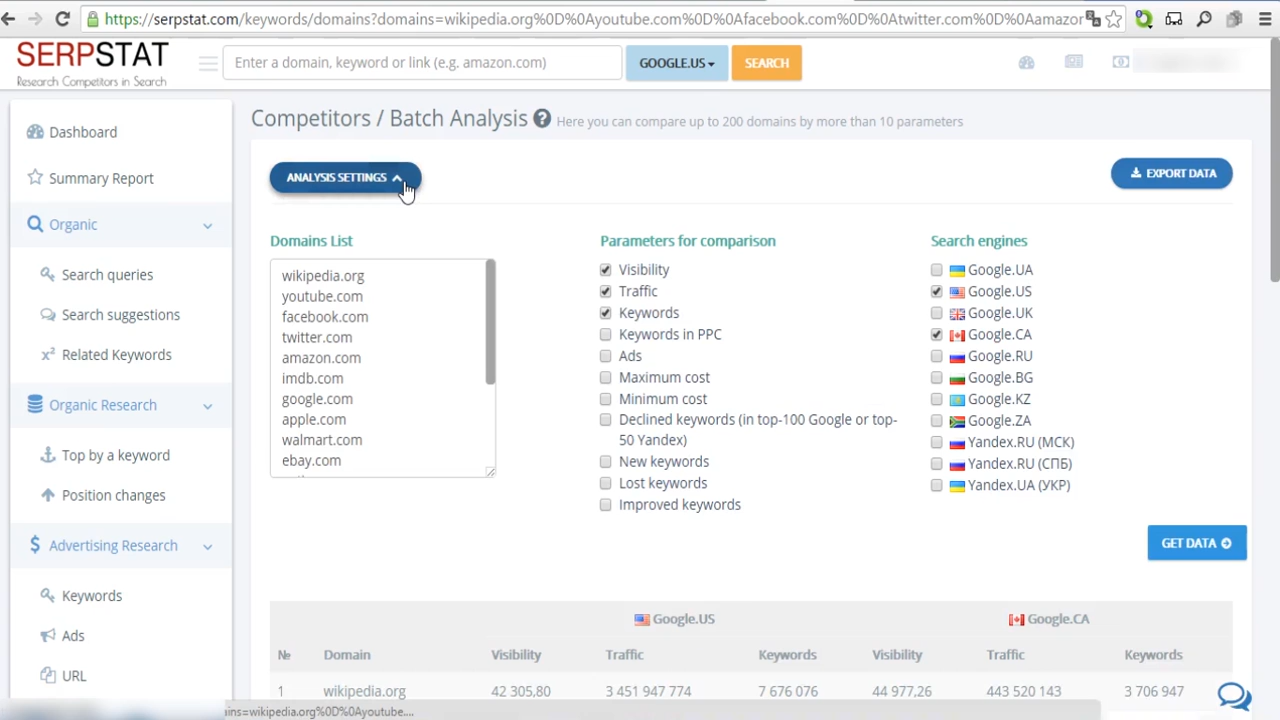 https://serpstat.com/keywords/domains?domains=wikipedia.org%0D%0Ayoutube.com%0D%0Afacebook.com%0D%0Atwitter.com%0D%0Aamazor
SERPSTAT
Research Competitors in Search
Enter a domain, keyword or link (e.g. amazon.com)
GOOGLE.US
SEARCH
Dashboard
Summary Report
Organic
Search queries
Search suggestions
x² Related Keywords
Organic Research
Top by a keyword
Position changes
$ Advertising Research
Keywords
Ads
URL
Competitors / Batch Analysis ? Here you can compare up to 200 domains by more than 10 parameters
ANALYSIS SETTINGS
EXPORT DATA
Domains List
wikipedia.org
youtube.com
facebook.com
twitter.com
amazon.com
imdb.com
google.com
apple.com
walmart.com
ebay.com
Parameters for comparison
Visibility
Traffic
Keywords
Keywords in PPC
Ads
Maximum cost
Minimum cost
Declined keywords (in top-100 Google or top-
50 Yandex)
New keywords
Lost keywords
Improved keywords
Search engines
Google.UA
Google.US
Google.UK
Google.CA
Google.RU
Google.BG
Google.KZ
Google.ZA
Yandex.RU (МСК)
Yandex.RU (СПБ)
Yandex.UA (УКР)
GET DATA
Google.US Google.CA
№ Domain Visibility Traffic Keywords Visibility Traffic Keywords
1 wikipedia.org 42 305,80 3 451 947 774 7 676 076 44 977,26 443 520 143 3 706 947
ains=wikipedia.org%0D%0Ayoutube....